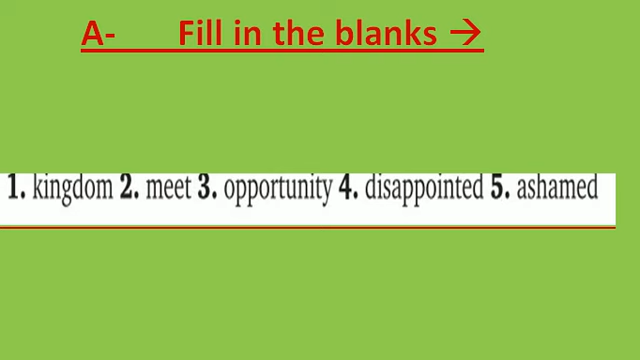 A- Fill in the blanks →
1. kingdom 2. meet 3. opportunity 4. disappointed 5. ashamed